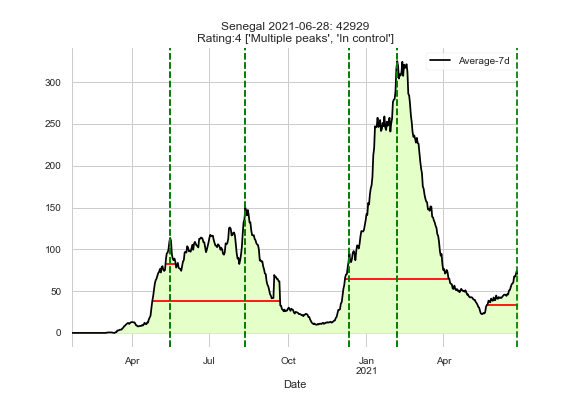 Senegal 2021-06-28: 42929
Rating:4 ['Multiple peaks', 'In control']
Average-7d
300
250
200
150
100
50
0
Apr
Jul
Oct
Jan
2021
Apr
Date